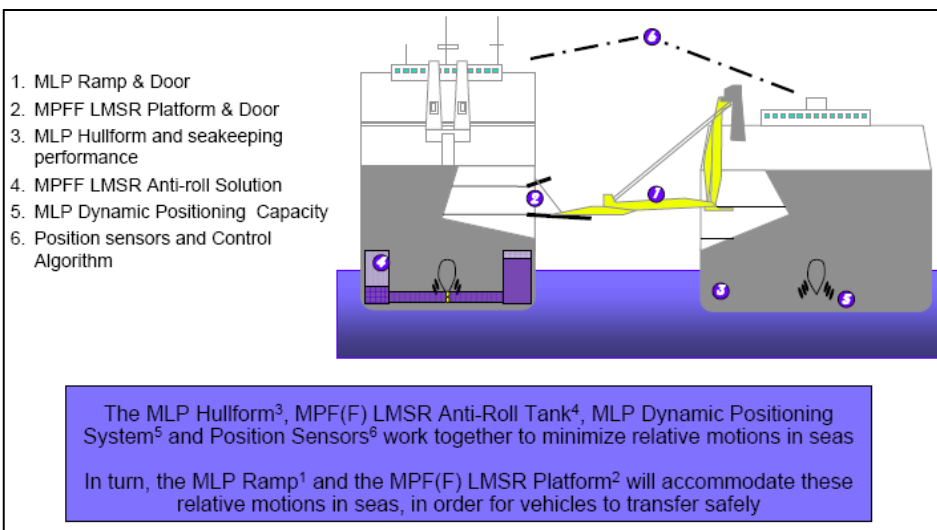 1. MLP Ramp & Door
2. MPFF LMSR Platform & Door
3. MLP Hullform and seakeeping
performance
4. MPFF LMSR Anti-roll Solution
5. MLP Dynamic Positioning Capacity
6. Position sensors and Control
Algorithm
6
1
2
4
3
5
The MLP Hullform³, MPF(F) LMSR Anti-Roll Tank⁴, MLP Dynamic Positioning
System⁵ and Position Sensors⁶ work together to minimize relative motions in seas
In turn, the MLP Ramp¹ and the MPF(F) LMSR Platform² will accommodate these
relative motions in seas, in order for vehicles to transfer safely